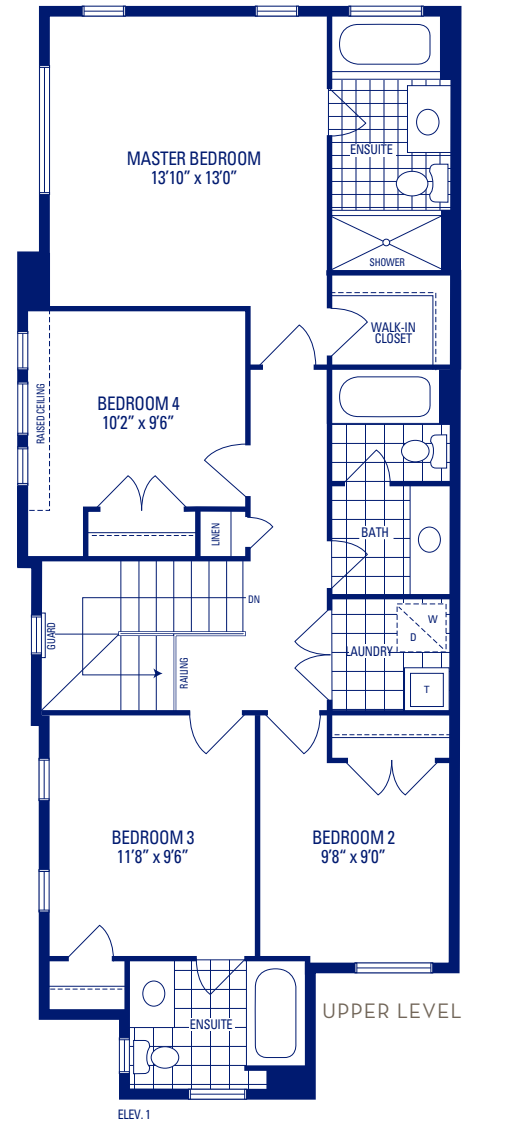 MASTER BEDROOM
13'10" x 13'0"
ENSUITE
SHOWER
WALK-IN
CLOSET
BEDROOM 4
10'2" x 9'6"
RAISED CEILING
LINEN
BATH
DN
GUARD
RAILING
W
D
LAUNDRY
T
BEDROOM 3
11'8" x 9'6"
BEDROOM 2
9'8" x 9'0"
ENSUITE
UPPER LEVEL
ELEV. 1